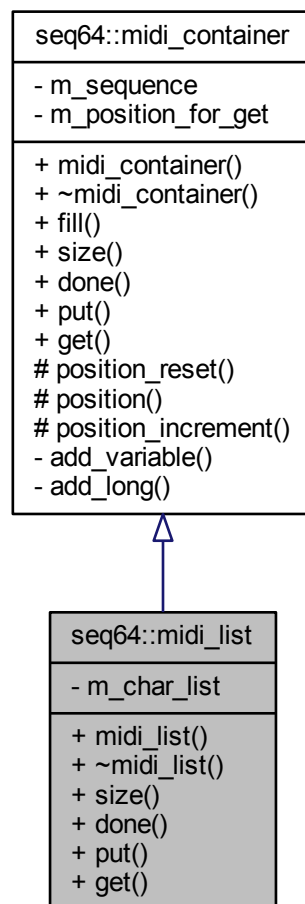 seq64::midi_container
- m_sequence
- m_position_for_get
+ midi_container()
+ ~midi_container()
+ fill()
+ size()
+ done()
+ put()
+ get()
# position_reset()
# position()
# position_increment()
- add_variable()
- add_long()
seq64::midi_list
- m_char_list
+ midi_list()
+ ~midi_list()
+ size()
+ done()
+ put()
+ get()